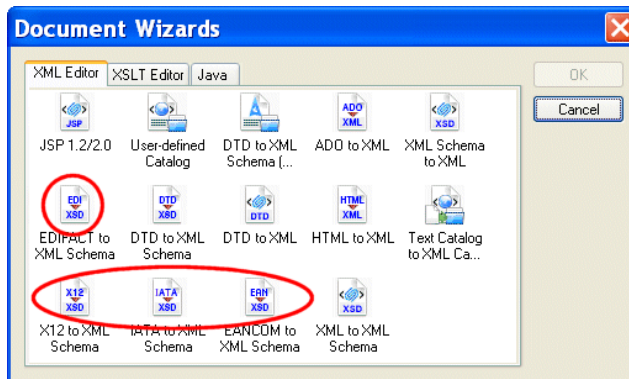 Document Wizards
XML Editor XSLT Editor Java
OK
Cancel
JSP
ADO XML
XSD
JSP 1.2/2.0
User-defined Catalog
DTD to XML Schema (...
ADO to XML
XML Schema to XML
EDI XSD
DTD XSD
DTD
HTML XML
EDIFACT to XML Schema
DTD to XML Schema
DTD to XML
HTML to XML
Text Catalog to XML Ca...
X12 XSD
IATA XSD
EAN XSD
XSD
X12 to XML Schema
IATA to XML Schema
EANCOM to XML Schema
XML to XML Schema